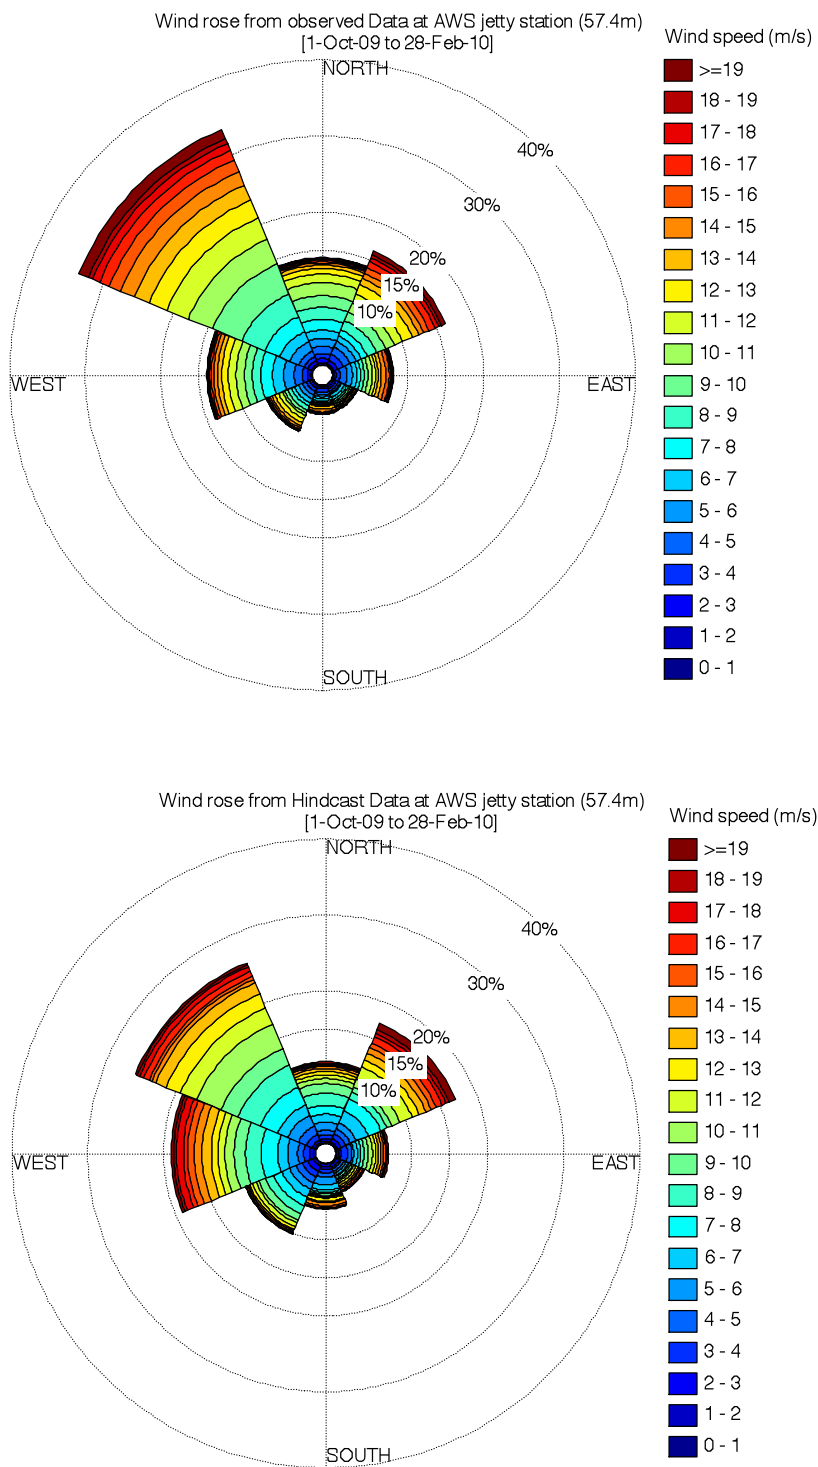 Wind rose from observed Data at AWS jetty station (57.4m)
[1-Oct-09 to 28-Feb-10]
Wind speed (m/s)
NORTH
>=19
18 - 19
17 - 18
40%
16 - 17
15 - 16
30%
14 - 15
20%
13 - 14
15%
12 - 13
10%
11 - 12
10 - 11
WEST
EAST
9 - 10
8 - 9
7 - 8
6 - 7
5 - 6
4 - 5
3 - 4
2 - 3
1 - 2
SOUTH
0 - 1
Wind rose from Hindcast Data at AWS jetty station (57.4m)
[1-Oct-09 to 28-Feb-10]
Wind speed (m/s)
NORTH
>=19
18 - 19
17 - 18
40%
16 - 17
15 - 16
30%
14 - 15
20%
13 - 14
15%
12 - 13
10%
11 - 12
10 - 11
WEST
EAST
9 - 10
8 - 9
7 - 8
6 - 7
5 - 6
4 - 5
3 - 4
2 - 3
1 - 2
SOUTH
0 - 1